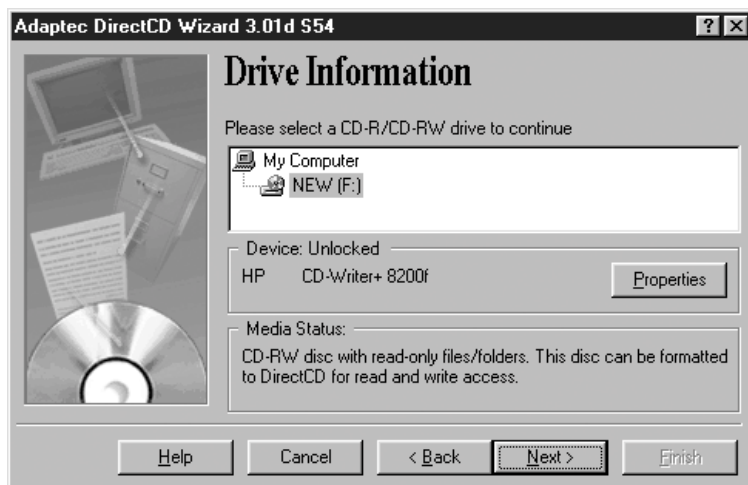 Adaptec DirectCD Wizard 3.01d S54
Drive Information
Please select a CD-R/CD-RW drive to continue
My Computer
NEW (F:)
Device: Unlocked
HP CD-Writer+ 8200f
Properties
Media Status:
CD-RW disc with read-only files/folders. This disc can be formatted
to DirectCD for read and write access.
Help
Cancel
< Back
Next >
Finish